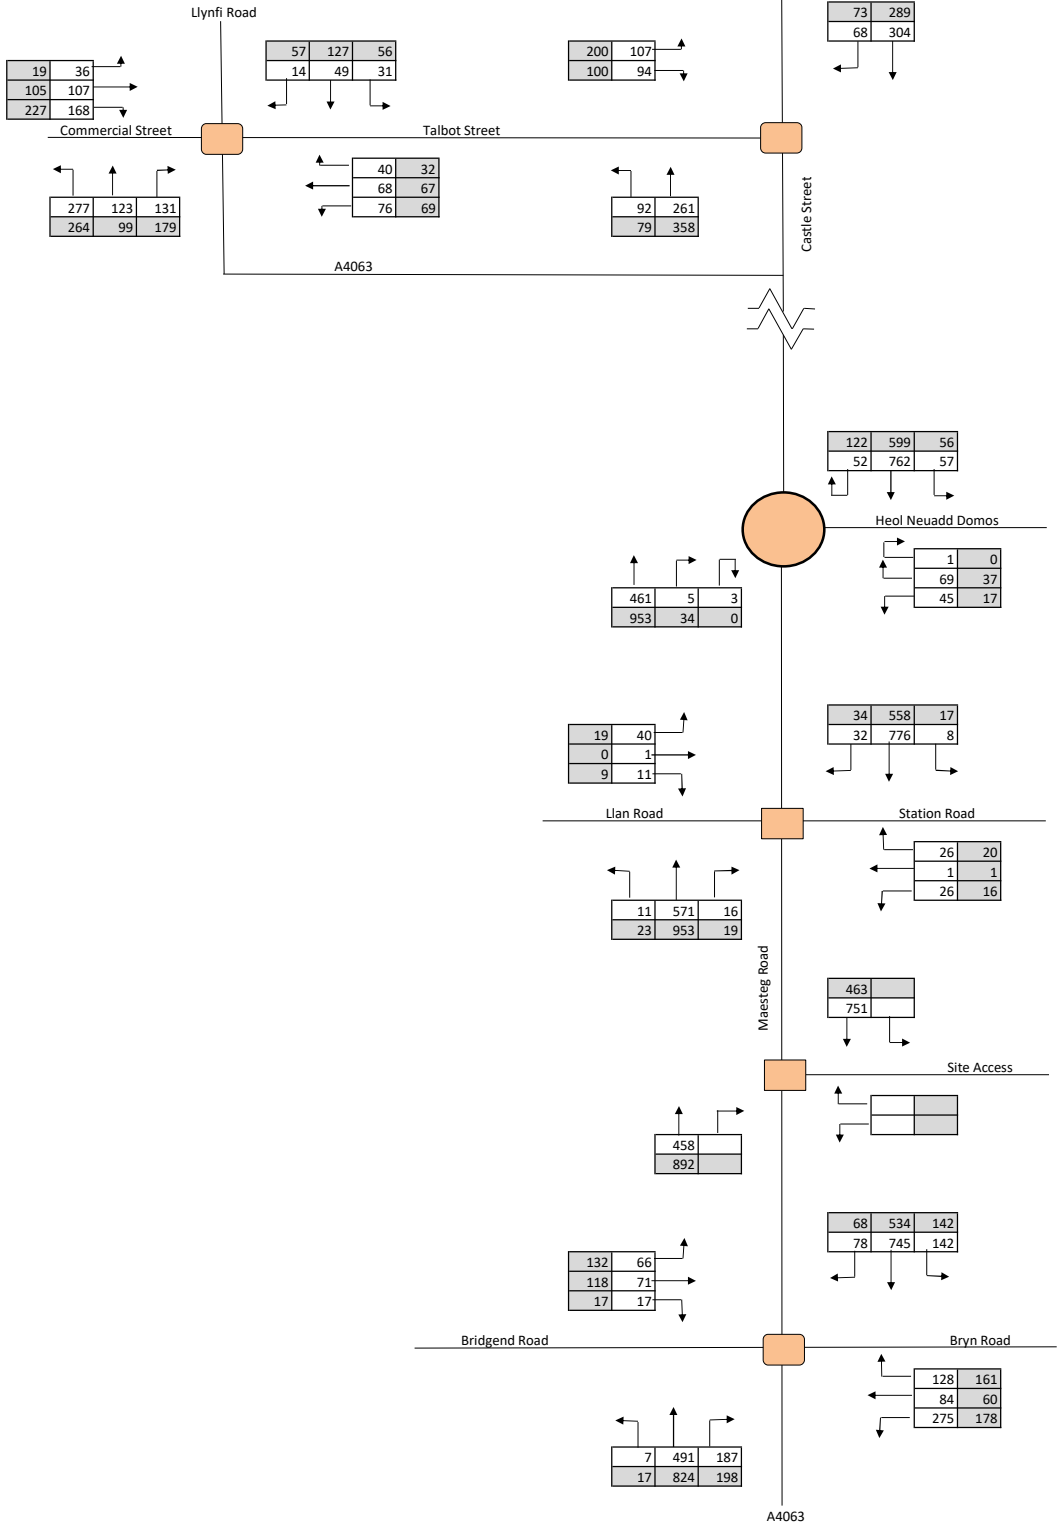 Llynfi Road
73 289
68 304
57 127 56
14 49 31
200 107
100 94
19 36
105 107
227 168
Commercial Street
Talbot Street
40 32
68 67
76 69
277 123 131
264 99 179
92 261
79 358
Castle Street
A4063
122 599 56
52 762 57
Heol Neuadd Domos
1 0
69 37
45 17
461 5 3
953 34 0
34 558 17
32 776 8
19 40
0 1
9 11
Llan Road
Station Road
26 20
1 1
26 16
11 571 16
23 953 19
Maesteg Road
463
751
Site Access
458
892
68 534 142
78 745 142
132 66
118 71
17 17
Bridgend Road
Bryn Road
128 161
84 60
275 178
7 491 187
17 824 198
A4063